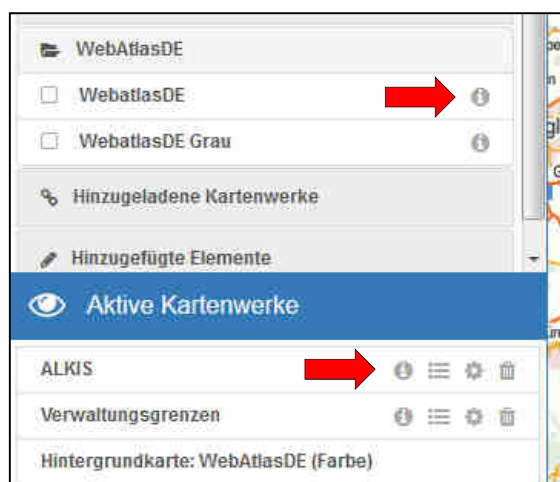 WebAtlasDE
WebatlasDE
WebatlasDE Grau
Hinzugeladene Kartenwerke
Hinzugefügte Elemente
Aktive Kartenwerke
ALKIS
Verwaltungsgrenzen
Hintergrundkarte: WebAtlasDE (Farbe)